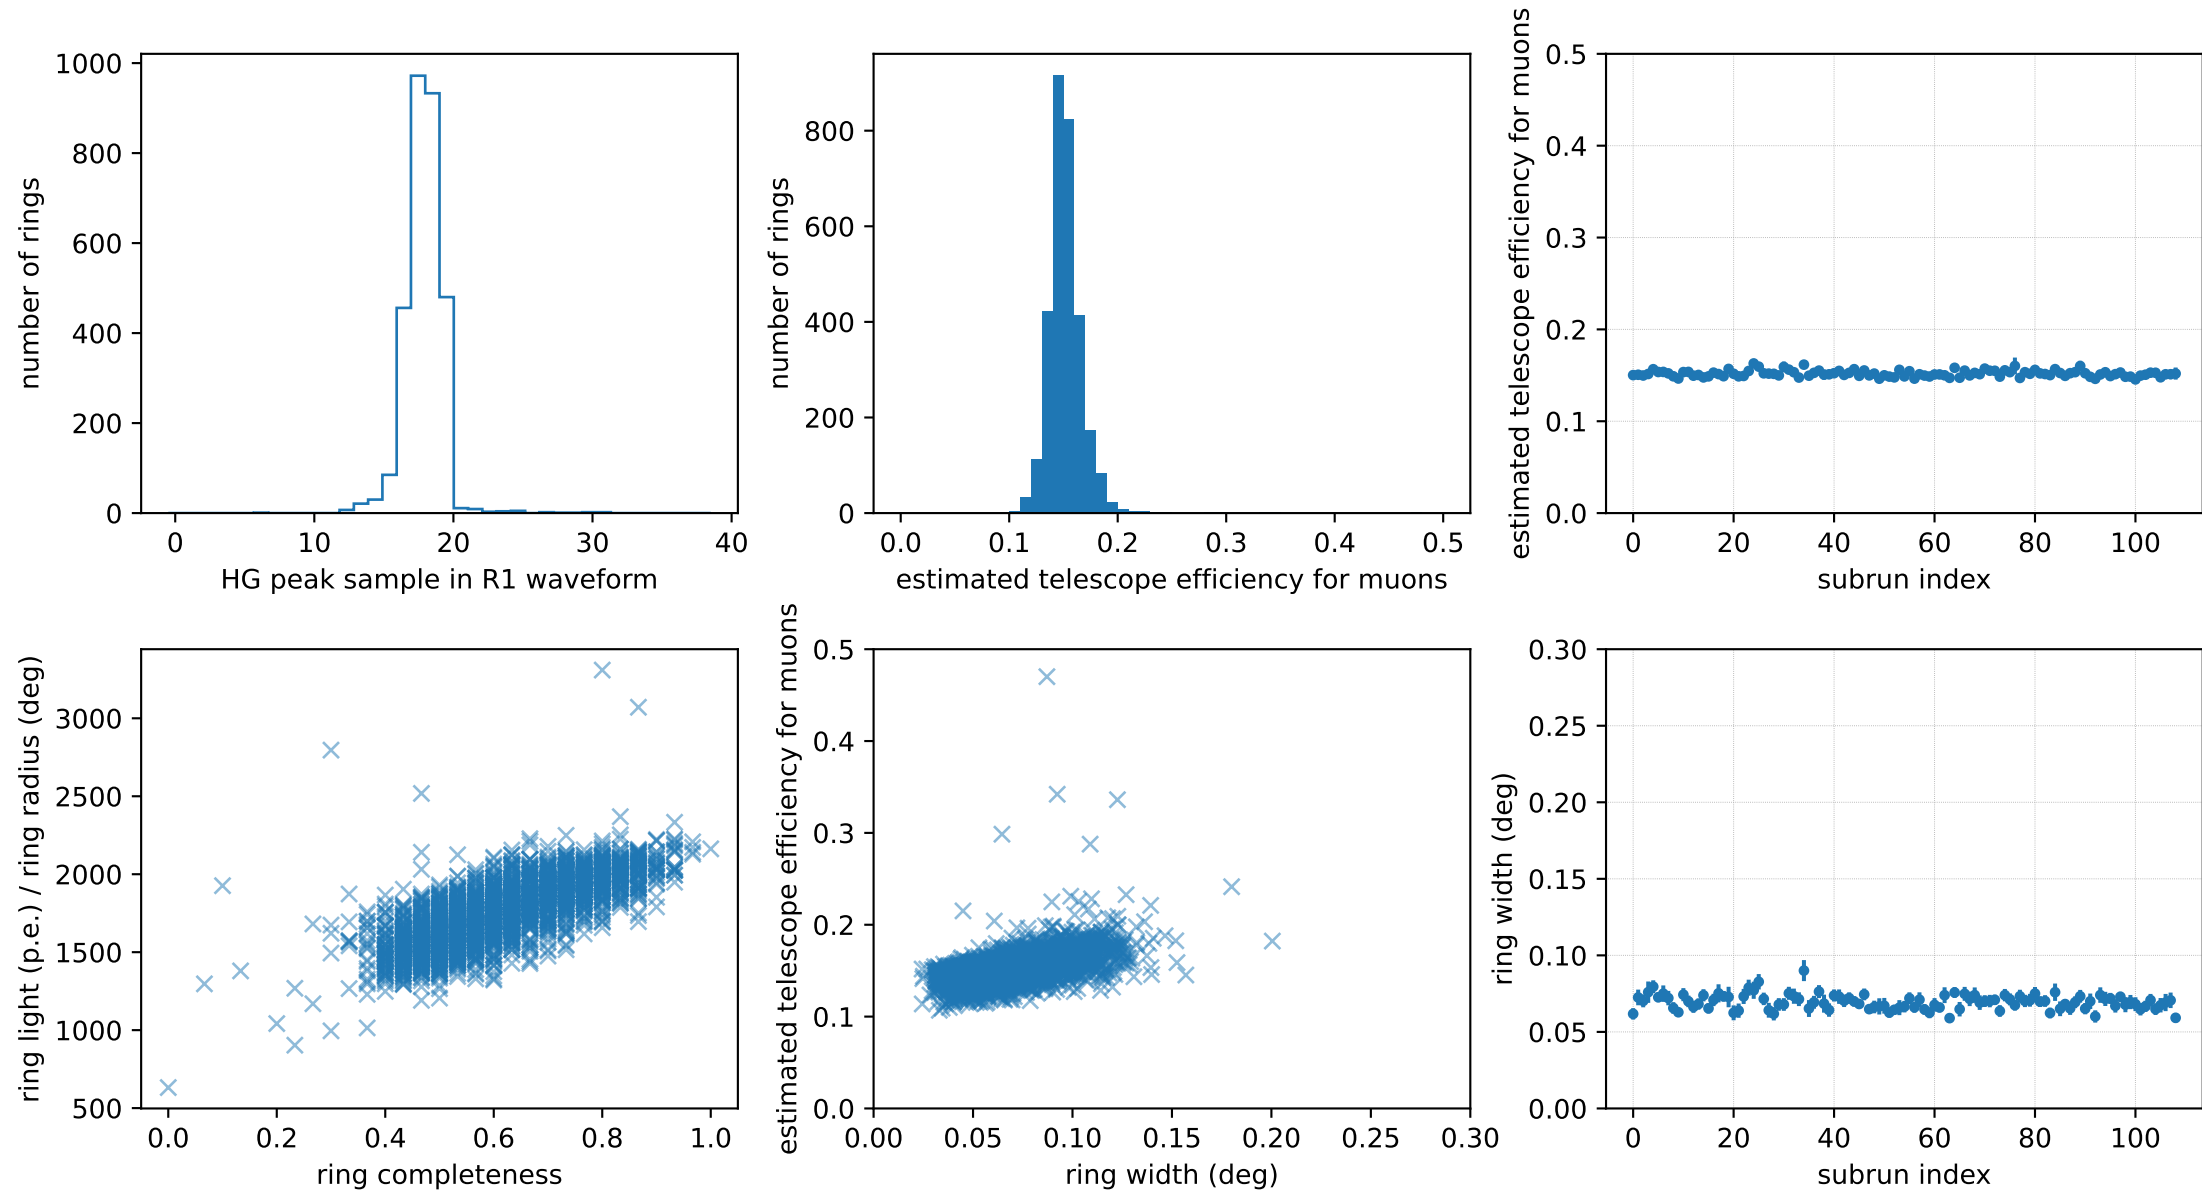 number of rings
1000
800
600
400
200
0
0 10 20 30 40
HG peak sample in R1 waveform
number of rings
800
600
400
200
0
0.0 0.1 0.2 0.3 0.4 0.5
estimated telescope efficiency for muons
estimated telescope efficiency for muons
0.5
0.4
0.3
0.2
0.1
0.0
0 20 40 60 80 100
subrun index
ring light (p.e.) / ring radius (deg)
3000
2500
2000
1500
1000
500
0.0 0.2 0.4 0.6 0.8 1.0
ring completeness
estimated telescope efficiency for muons
0.5
0.4
0.3
0.2
0.1
0.0
0.00 0.05 0.10 0.15 0.20 0.25 0.30
ring width (deg)
ring width (deg)
0.30
0.25
0.20
0.15
0.10
0.05
0.00
0 20 40 60 80 100
subrun index